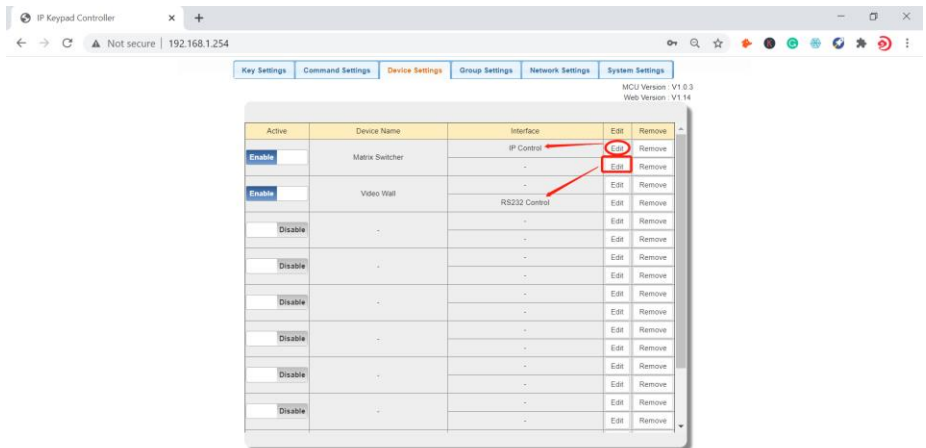 IP Keypad Controller
Not secure | 192.168.1.254
Key Settings Command Settings Device Settings Group Settings Network Settings System Settings
MCU Version : V1.0.3
Web Version : V1.14
Active Device Name Interface Edit Remove
IP Control Edit Remove
Enable Matrix Switcher
- Edit Remove
- Edit Remove
Enable Video Wall
RS232 Control Edit Remove
- Edit Remove
Disable -
- Edit Remove
- Edit Remove
Disable -
- Edit Remove
- Edit Remove
Disable -
- Edit Remove
- Edit Remove
Disable -
- Edit Remove
- Edit Remove
Disable -
- Edit Remove
- Edit Remove
Disable -
- Edit Remove